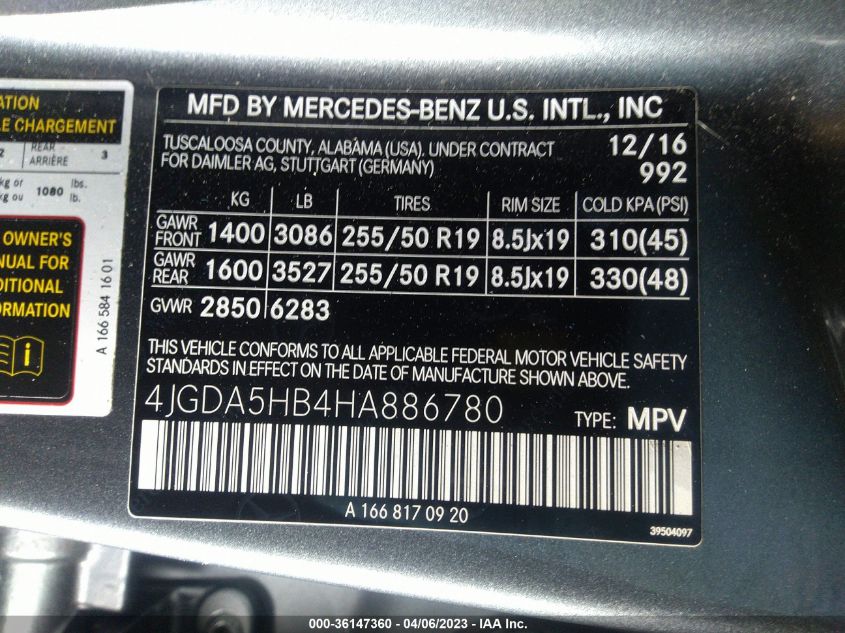 ATION
E CHARGEMENT
2 REAR ARRIÈRE 3
kg or
kg ou 1080 lbs.
lb.
OWNER'S
NUAL FOR
DITIONAL
FORMATION
A 166 584 16 01
MFD BY MERCEDES-BENZ U.S. INTL., INC
TUSCALOOSA COUNTY, ALABAMA (USA), UNDER CONTRACT 12/16
FOR DAIMLER AG, STUTTGART (GERMANY) 992
KG LB TIRES RIM SIZE COLD KPA (PSI)
GAWR FRONT 1400 3086 255/50 R19 8.5Jx19 310(45)
GAWR REAR 1600 3527 255/50 R19 8.5Jx19 330(48)
GVWR 2850 6283
THIS VEHICLE CONFORMS TO ALL APPLICABLE FEDERAL MOTOR VEHICLE SAFETY
STANDARDS IN EFFECT ON THE DATE OF MANUFACTURE SHOWN ABOVE.
4JGDA5HB4HA886780 TYPE: MPV
A 166 817 09 20
39504097
000-36147360 - 04/06/2023 - IAA Inc.